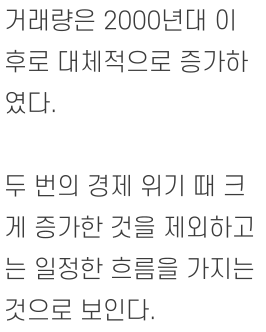 거래량은 2000년대 이
후로 대체적으로 증가하
였다.
두 번의 경제 위기 때 크
게 증가한 것을 제외하고
는 일정한 흐름을 가지는
것으로 보인다.